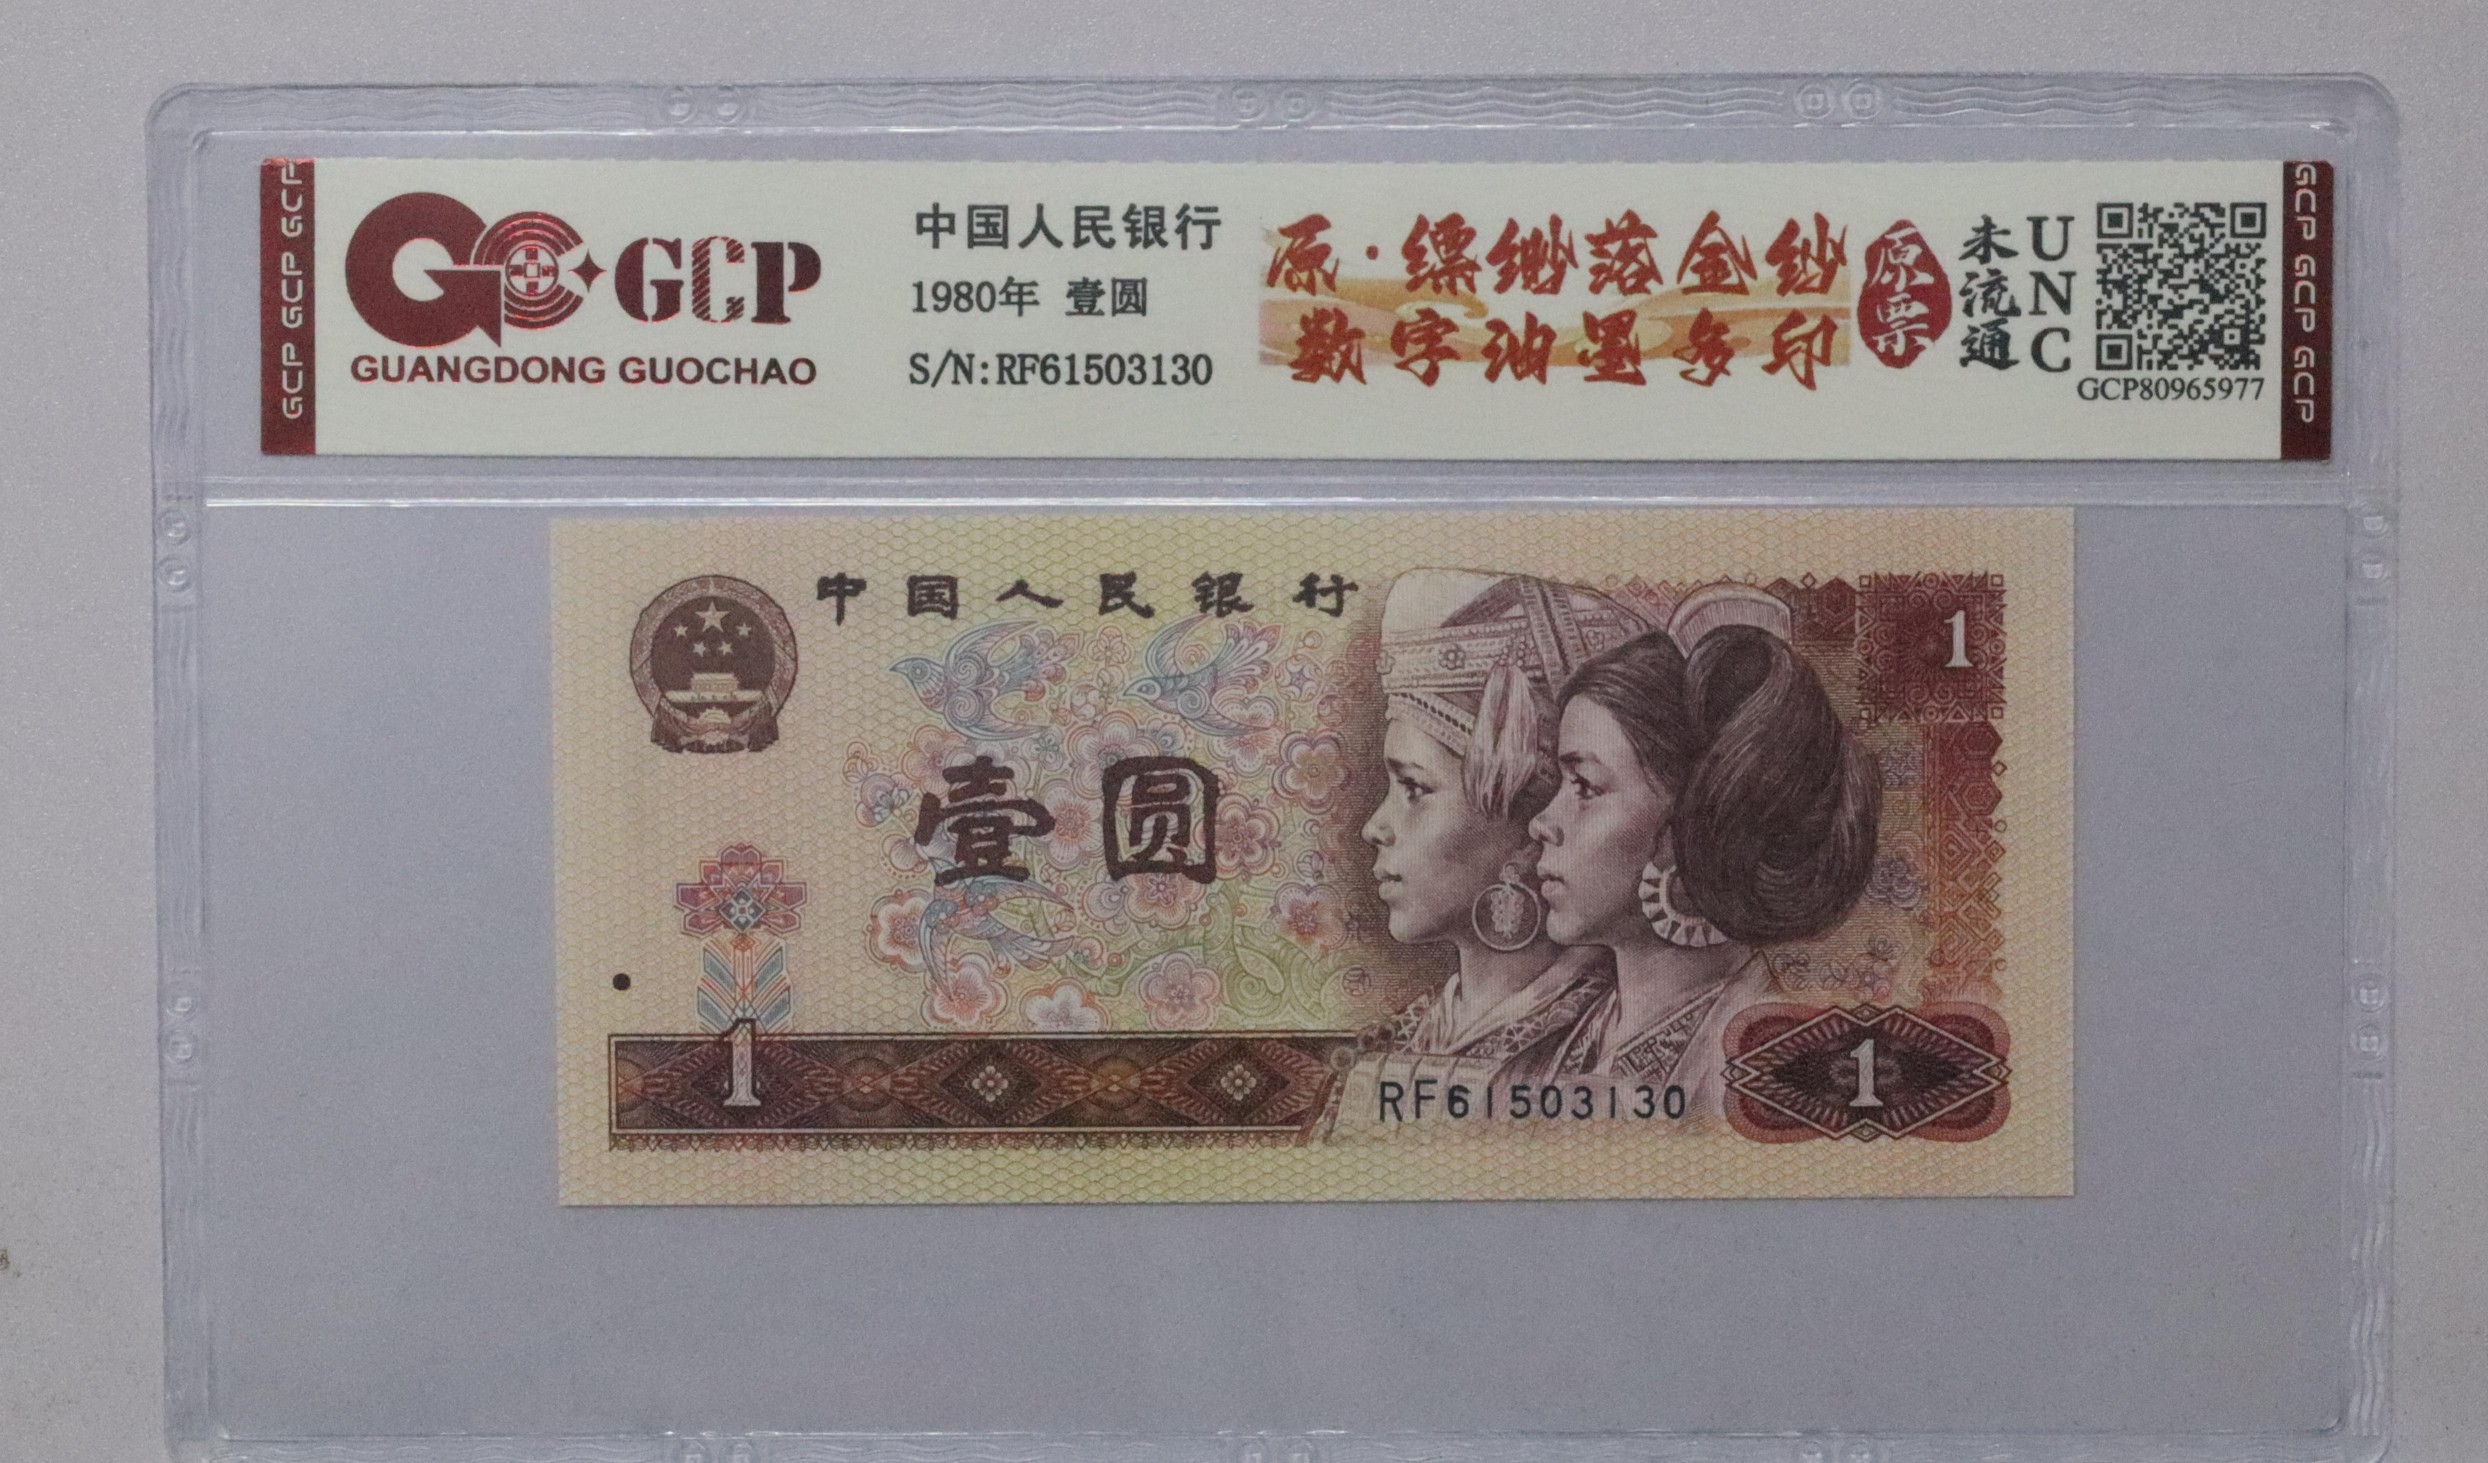 GCP GCP GCP
GCP
GUANGDONG GUOCHAO
中国人民银行
1980年 壹圆
S/N:RF61503130
原·缥缈落金纱
数字油墨多印
原票
未流通
UNC
GCP80965977
GCP GCP GCP
中国人民银行
1
壹圆
1
RF61503130
1